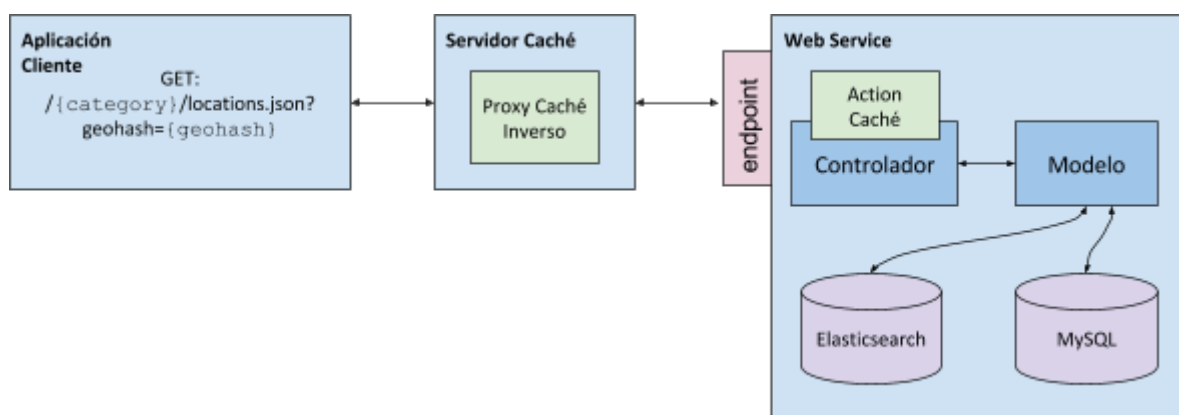 Aplicación
Cliente
GET:
/{category}/locations.json?
geohash={geohash}
Servidor Caché
Proxy Caché
Inverso
endpoint
Web Service
Action
Caché
Controlador
Modelo
Elasticsearch
MySQL